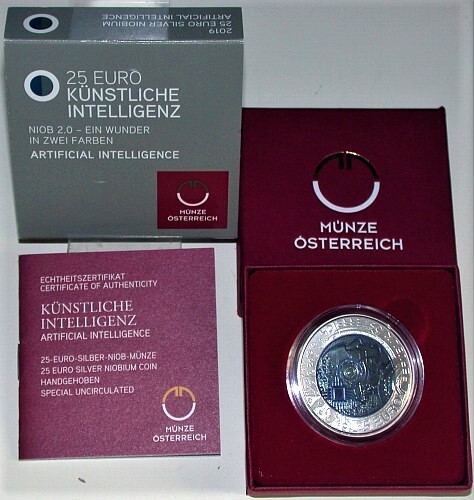 2019
25 EURO SILVER NIOBIUM
ARTIFICIAL INTELLIGENCE
25 EURO
KÜNSTLICHE
INTELLIGENZ
NIOB 2.0 – EIN WUNDER
IN ZWEI FARBEN
ARTIFICIAL INTELLIGENCE
MÜNZE
ÖSTERREICH
MÜNZE
ÖSTERREICH
ECHTHEITSZERTIFIKAT
CERTIFICATE OF AUTHENTICITY
KÜNSTLICHE
INTELLIGENZ
ARTIFICIAL INTELLIGENCE
25-EURO-SILBER-NIOB-MÜNZE
25 EURO SILVER NIOBIUM COIN
HANDGEHOBEN
SPECIAL UNCIRCULATED
MÜNZE
ÖSTERREICH